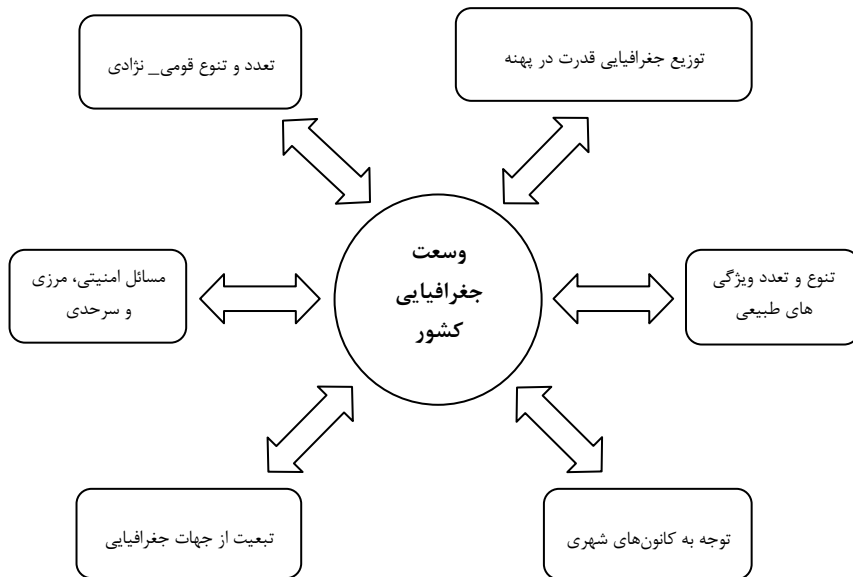 توزیع جغرافیایی قدرت در پهنه
تعدد و تنوع قومی_ نژادی
وسعت
جغرافیایی
کشور
تنوع و تعدد ویژگی
های طبیعی
مسائل امنیتی، مرزی
و سرحدی
توجه به کانون‌های شهری
تبعیت از جهات جغرافیایی